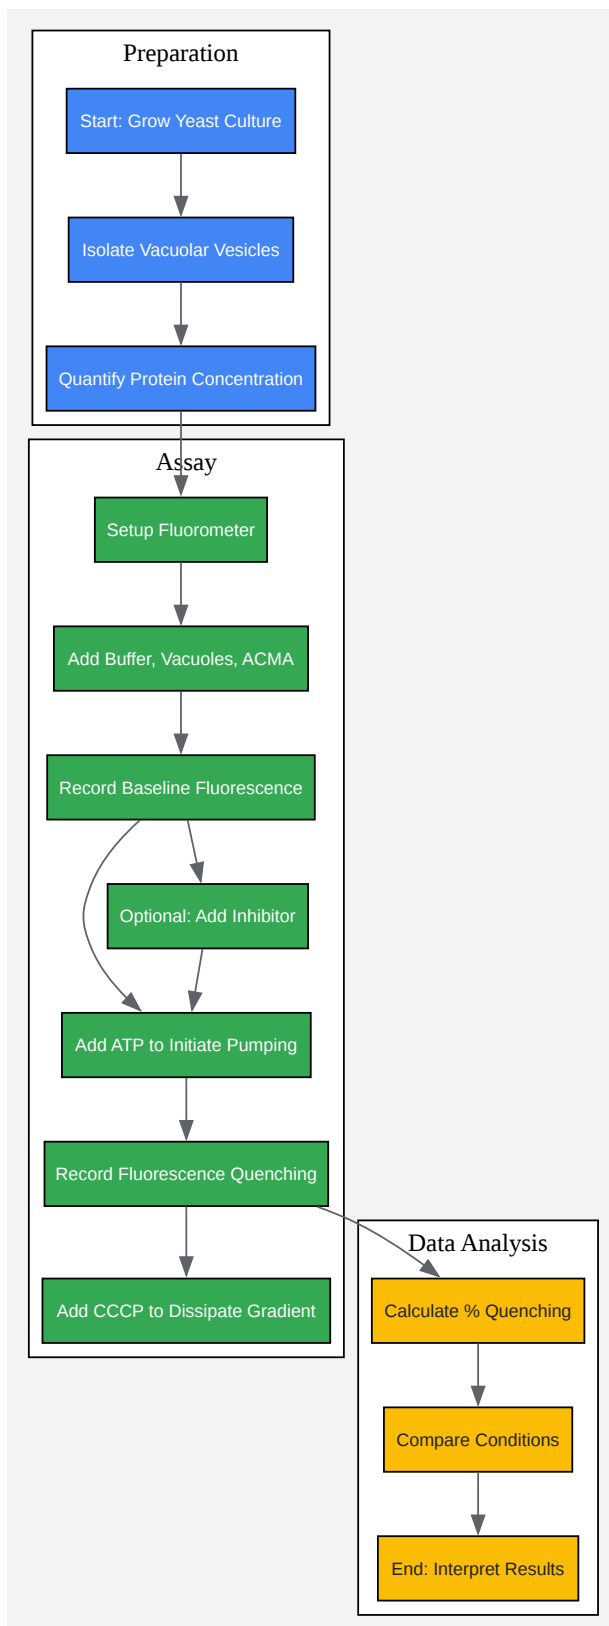 Preparation
Start: Grow Yeast Culture
Isolate Vacuolar Vesicles
Quantify Protein Concentration
Assay
Setup Fluorometer
Add Buffer, Vacuoles, ACMA
Record Baseline Fluorescence
Optional: Add Inhibitor
Add ATP to Initiate Pumping
Record Fluorescence Quenching
Add CCCP to Dissipate Gradient
Data Analysis
Calculate % Quenching
Compare Conditions
End: Interpret Results